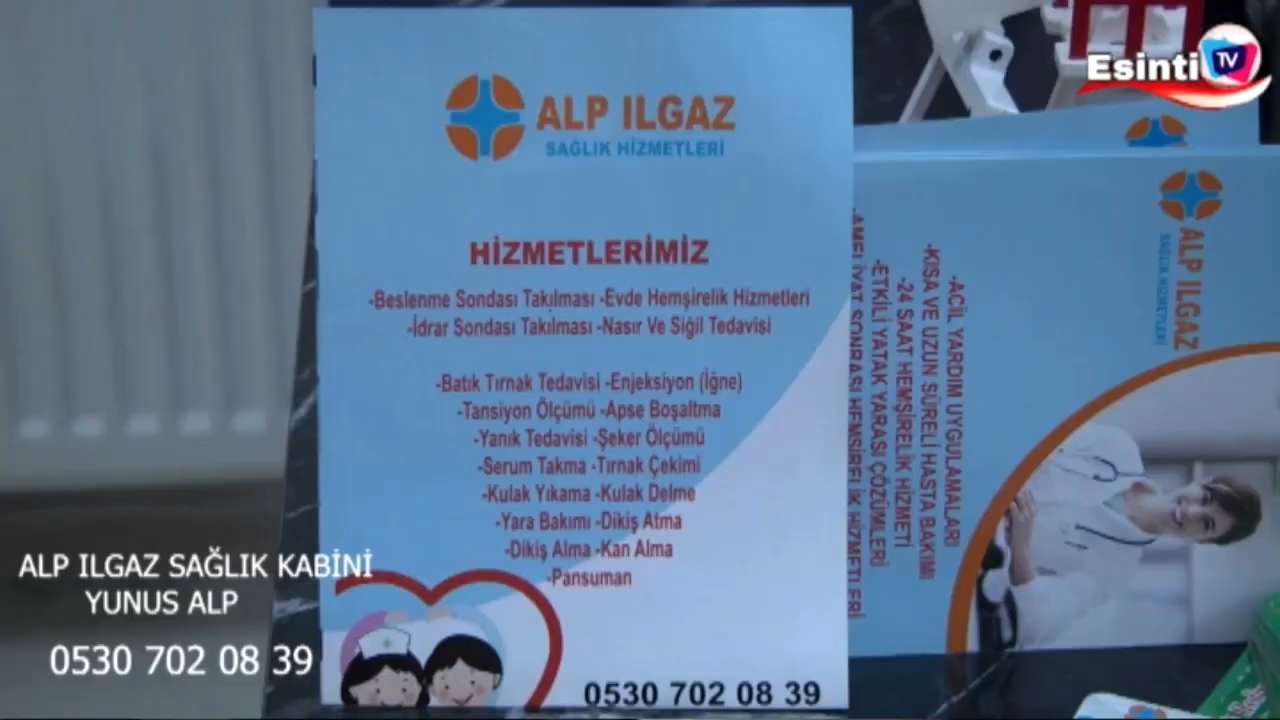 Esinti TV
ALP ILGAZ
SAĞLIK HİZMETLERİ
HİZMETLERİMİZ
-Beslenme Sondası Takılması -Evde Hemşirelik Hizmetleri
-İdrar Sondası Takılması -Nasır Ve Siğil Tedavisi
-Batık Tırnak Tedavisi -Enjeksiyon (İğne)
-Tansiyon Ölçümü -Apse Boşaltma
-Yanık Tedavisi -Şeker Ölçümü
-Serum Takma -Tırnak Çekimi
-Kulak Yıkama -Kulak Delme
-Yara Bakımı -Dikiş Atma
-Dikiş Alma -Kan Alma
-Pansuman
0530 702 08 39
ALP ILGAZ
SAĞLIK HİZMETLERİ
-ACİL YARDIM UYGULAMALARI
-KISA VE UZUN SÜRELİ HASTA BAKIMI
-24 SAAT HEMŞİRELİK HİZMETİ
-ETKİLİ YATAK YARASI ÇÖZÜMLERİ
-AMELİYAT SONRASI HEMŞİRELİK HİZMETLERİ
ALP ILGAZ SAĞLIK KABİNİ
YUNUS ALP
0530 702 08 39